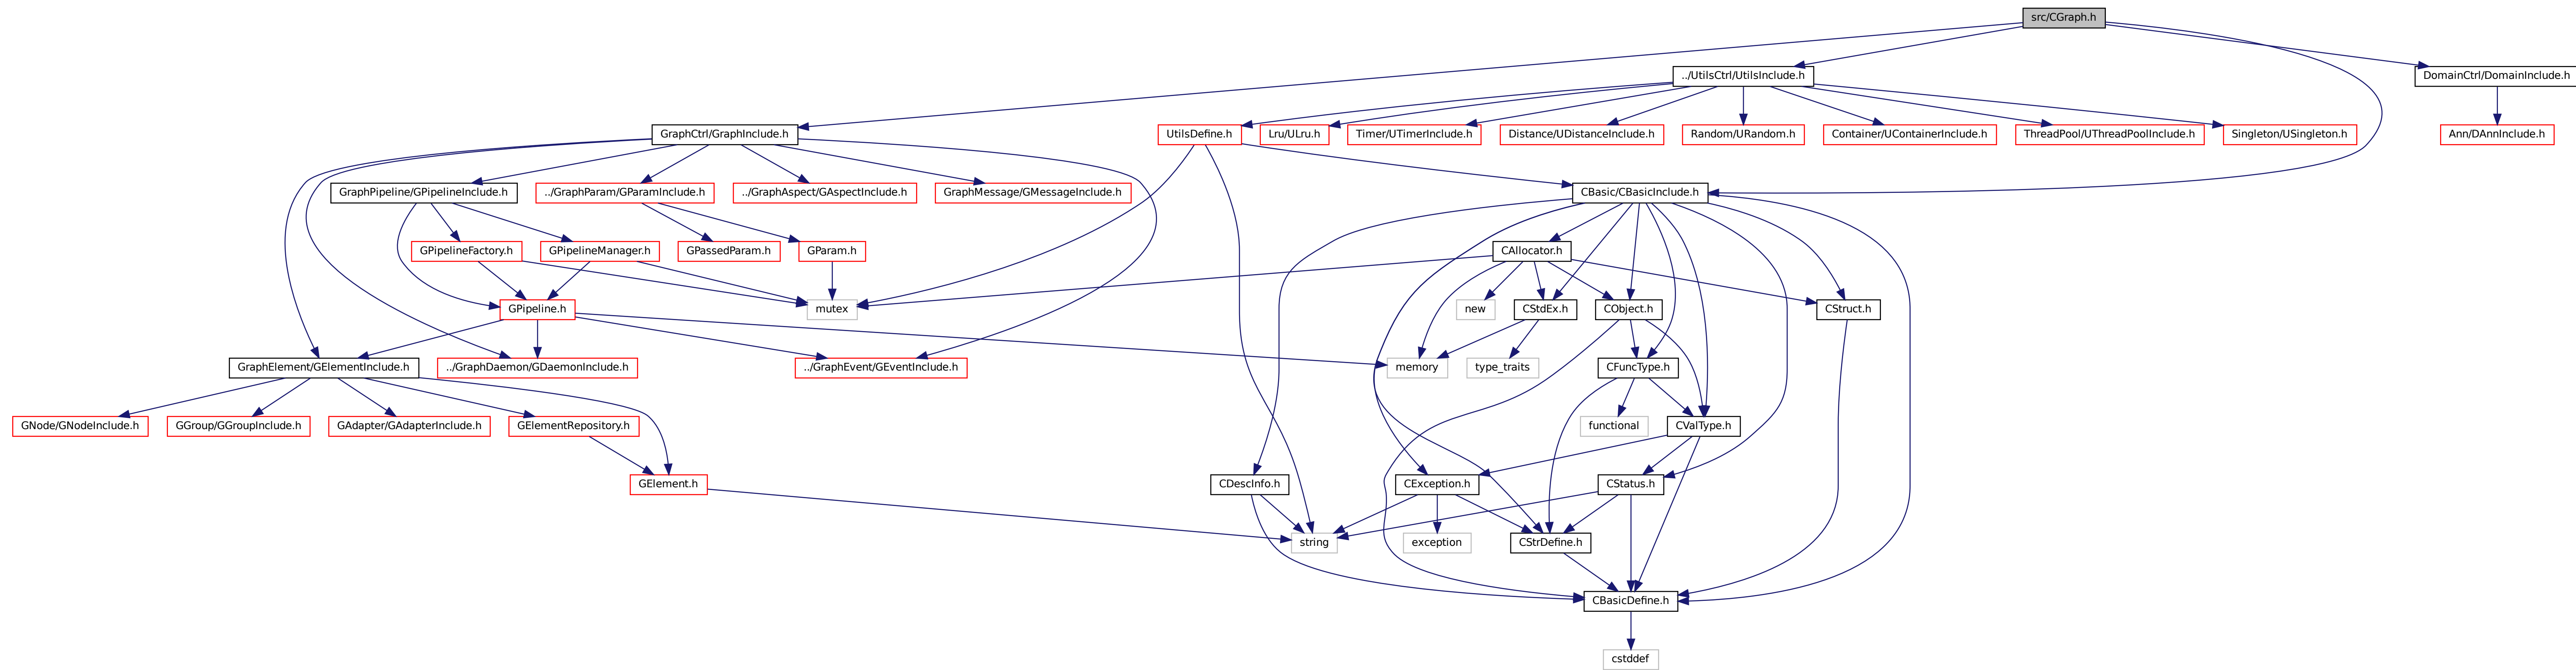 src/CGraph.h
../UtilsCtrl/UtilsInclude.h
DomainCtrl/DomainInclude.h
GraphCtrl/GraphInclude.h
UtilsDefine.h
Lru/ULru.h
Timer/UTimerInclude.h
Distance/UDistanceInclude.h
Random/URandom.h
Container/UContainerInclude.h
ThreadPool/UThreadPoolInclude.h
Singleton/USingleton.h
Ann/DAnnInclude.h
GraphPipeline/GPipelineInclude.h
../GraphParam/GParamInclude.h
../GraphAspect/GAspectInclude.h
GraphMessage/GMessageInclude.h
CBasic/CBasicInclude.h
GPipelineFactory.h
GPipelineManager.h
GPassedParam.h
GParam.h
CAllocator.h
GPipeline.h
mutex
new
CStdEx.h
CObject.h
CStruct.h
GraphElement/GElementInclude.h
../GraphDaemon/GDaemonInclude.h
../GraphEvent/GEventInclude.h
memory
type_traits
CFuncType.h
GNode/GNodeInclude.h
GGroup/GGroupInclude.h
GAdapter/GAdapterInclude.h
GElementRepository.h
functional
CValType.h
GElement.h
CDescInfo.h
CException.h
CStatus.h
string
exception
CStrDefine.h
CBasicDefine.h
cstddef